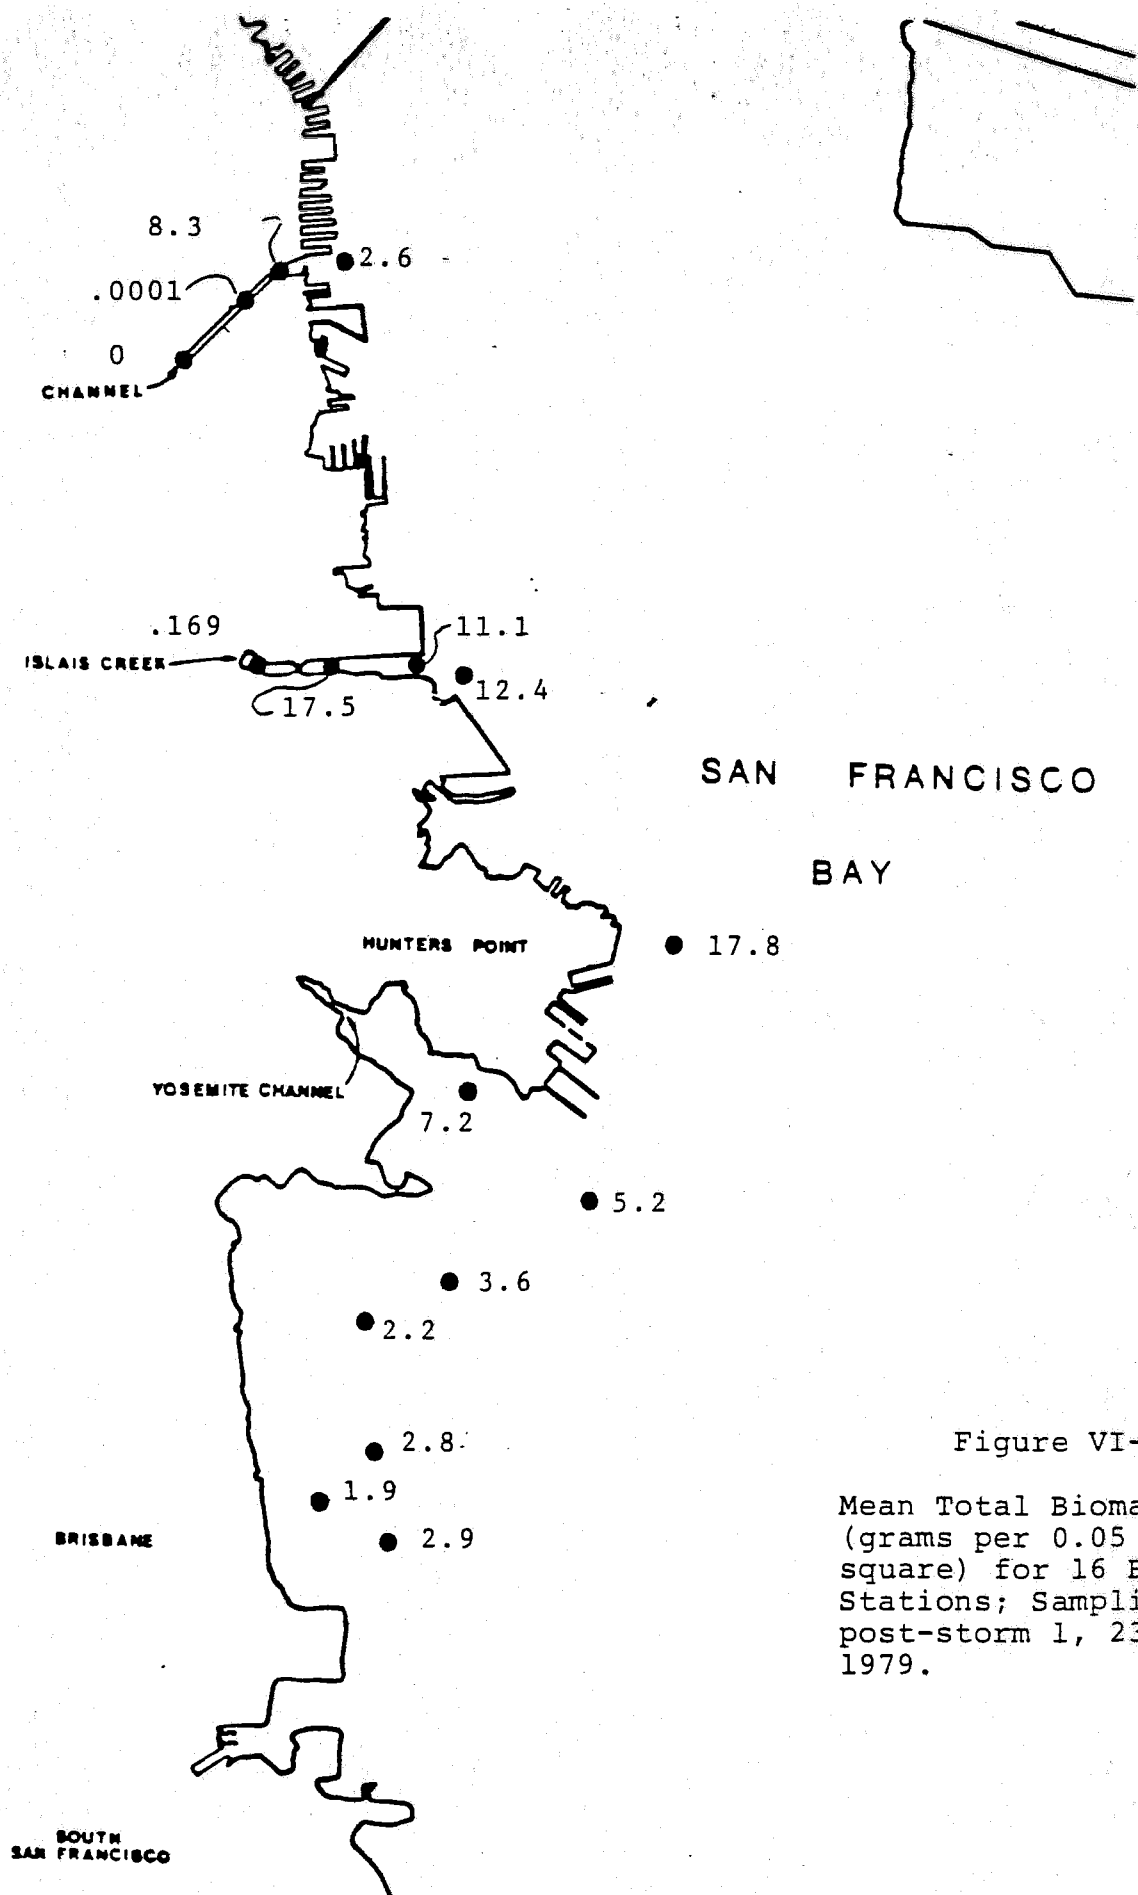 8.3
2.6
.0001
0
CHANNEL
.169
11.1
ISLAIS CREEK
12.4
17.5
SAN FRANCISCO
BAY
HUNTERS POINT
17.8
YOSEMITE CHANNEL
7.2
5.2
3.6
2.2
2.8
1.9
BRISBANE
2.9
Figure VI-
Mean Total Bioma
(grams per 0.05
square) for 16 B
Stations; Sampli
post-storm 1, 23
1979.
SOUTH
SAN FRANCISCO